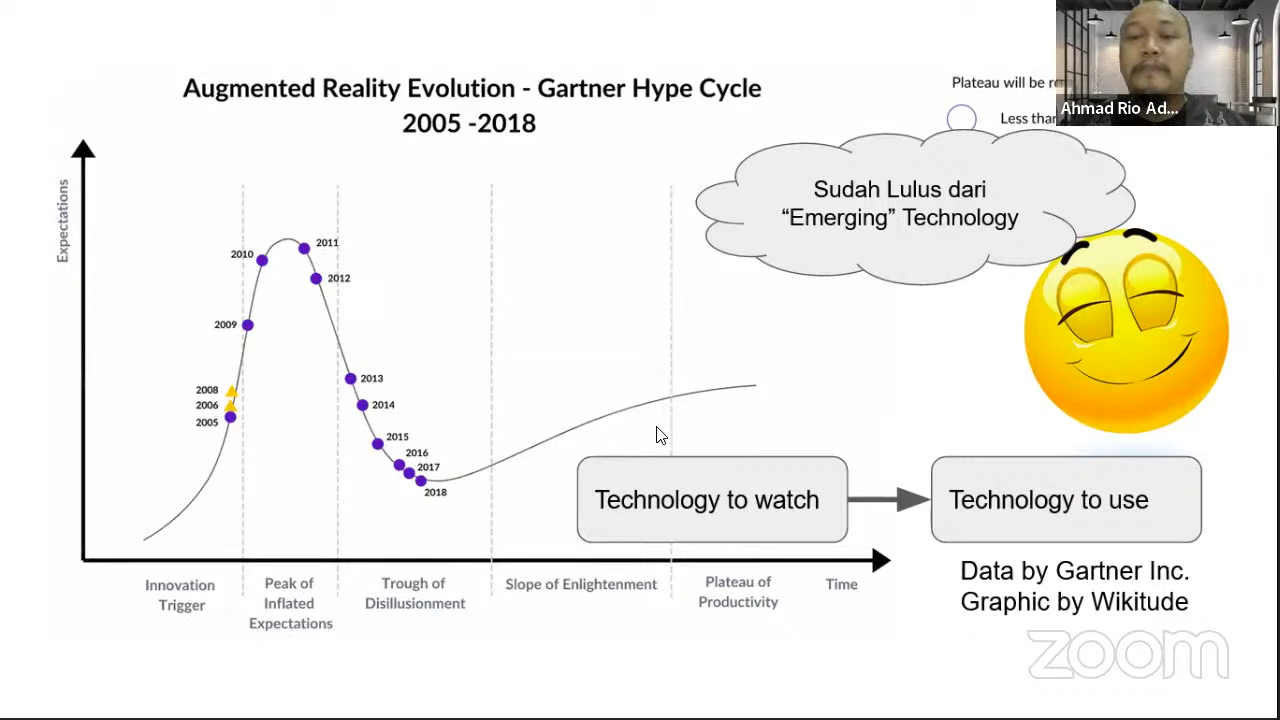 Augmented Reality Evolution - Gartner Hype Cycle
2005 -2018
Plateau will be
Less than
Ahmad Rio Ad...
Sudah Lulus dari
“Emerging” Technology
Expectations
2010
2011
2012
2009
2008
2006
2005
2013
2014
2015
2016
2017
2018
Technology to watch
Technology to use
Innovation
Trigger
Peak of
Inflated
Expectations
Trough of
Disillusionment
Slope of Enlightenment
Plateau of
Productivity
Time
Data by Gartner Inc.
Graphic by Wikitude
zoom